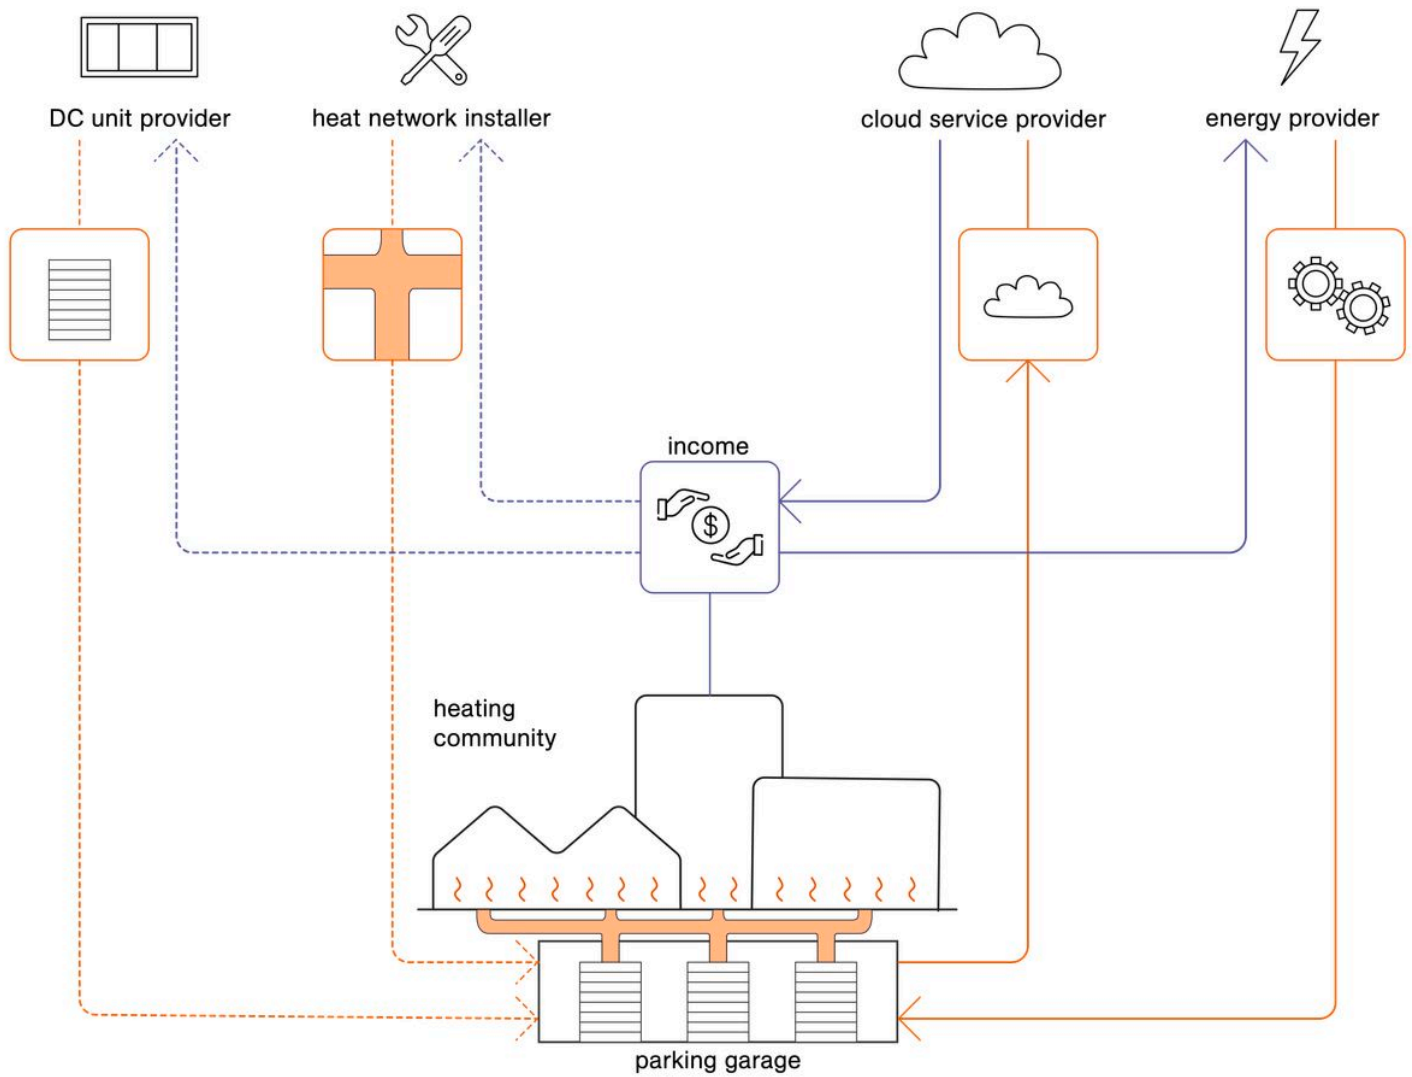 DC unit provider
heat network installer
cloud service provider
energy provider
income
$
heating
community
parking garage